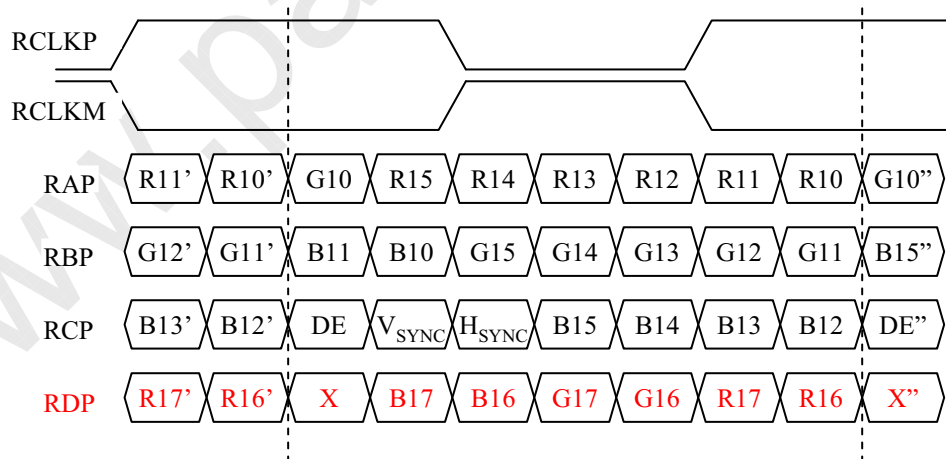 www.pa
RCLKP
RCLKM
RAP R11’ R10’ G10 R15 R14 R13 R12 R11 R10 G10”
RBP G12’ G11’ B11 B10 G15 G14 G13 G12 G11 B15”
RCP B13’ B12’ DE VSYNC HSYNC B15 B14 B13 B12 DE”
RDP R17’ R16’ X B17 B16 G17 G16 R17 R16 X”